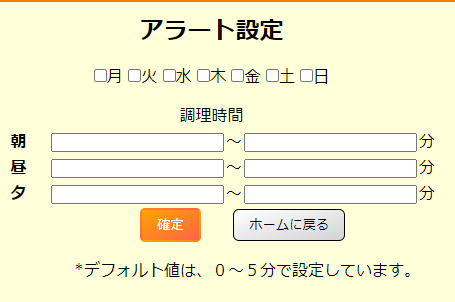 アラート設定
月 火 水 木 金 土 日
調理時間
朝 ～ 分
昼 ～ 分
夕 ～ 分
確定 ホームに戻る
*デフォルト値は、０～５分で設定しています。